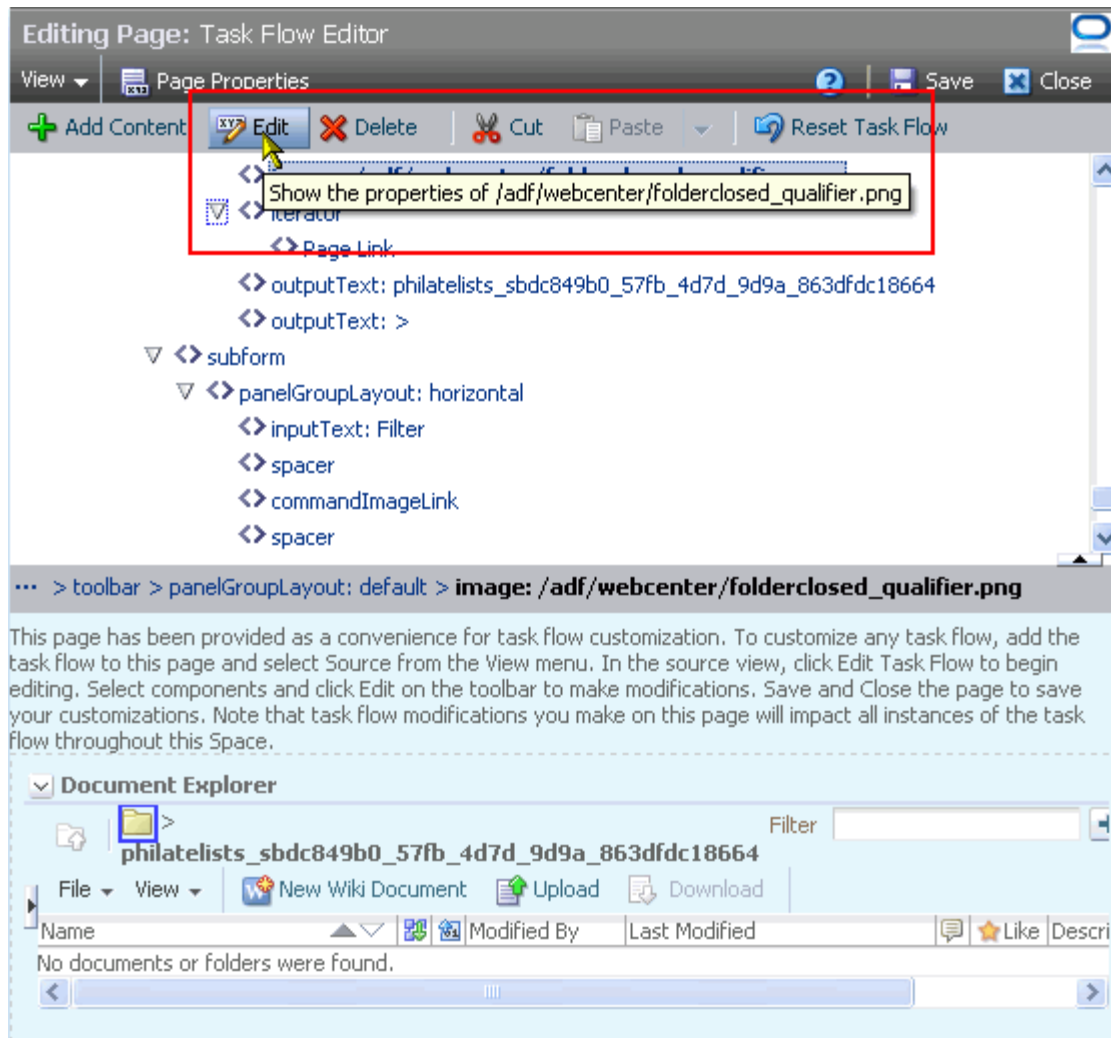 Editing Page: Task Flow Editor
View Page Properties Save Close
Add Content Edit Delete Cut Paste Reset Task Flow
Show the properties of /adf/webcenter/folderclosed_qualifier.png
<> iterator
<> Page Link
<> outputText: philatelists_sbdc849b0_57fb_4d7d_9d9a_863dfdc18664
<> outputText: >
<> subform
<> panelGroupLayout: horizontal
<> inputText: Filter
<> spacer
<> commandImageLink
<> spacer
... > toolbar > panelGroupLayout: default > image: /adf/webcenter/folderclosed_qualifier.png
This page has been provided as a convenience for task flow customization. To customize any task flow, add the
task flow to this page and select Source from the View menu. In the source view, click Edit Task Flow to begin
editing. Select components and click Edit on the toolbar to make modifications. Save and Close the page to save
your customizations. Note that task flow modifications you make on this page will impact all instances of the task
flow throughout this Space.
Document Explorer
> Filter
philatelists_sbdc849b0_57fb_4d7d_9d9a_863dfdc18664
File View New Wiki Document Upload Download
Name Modified By Last Modified Like Descri
No documents or folders were found.